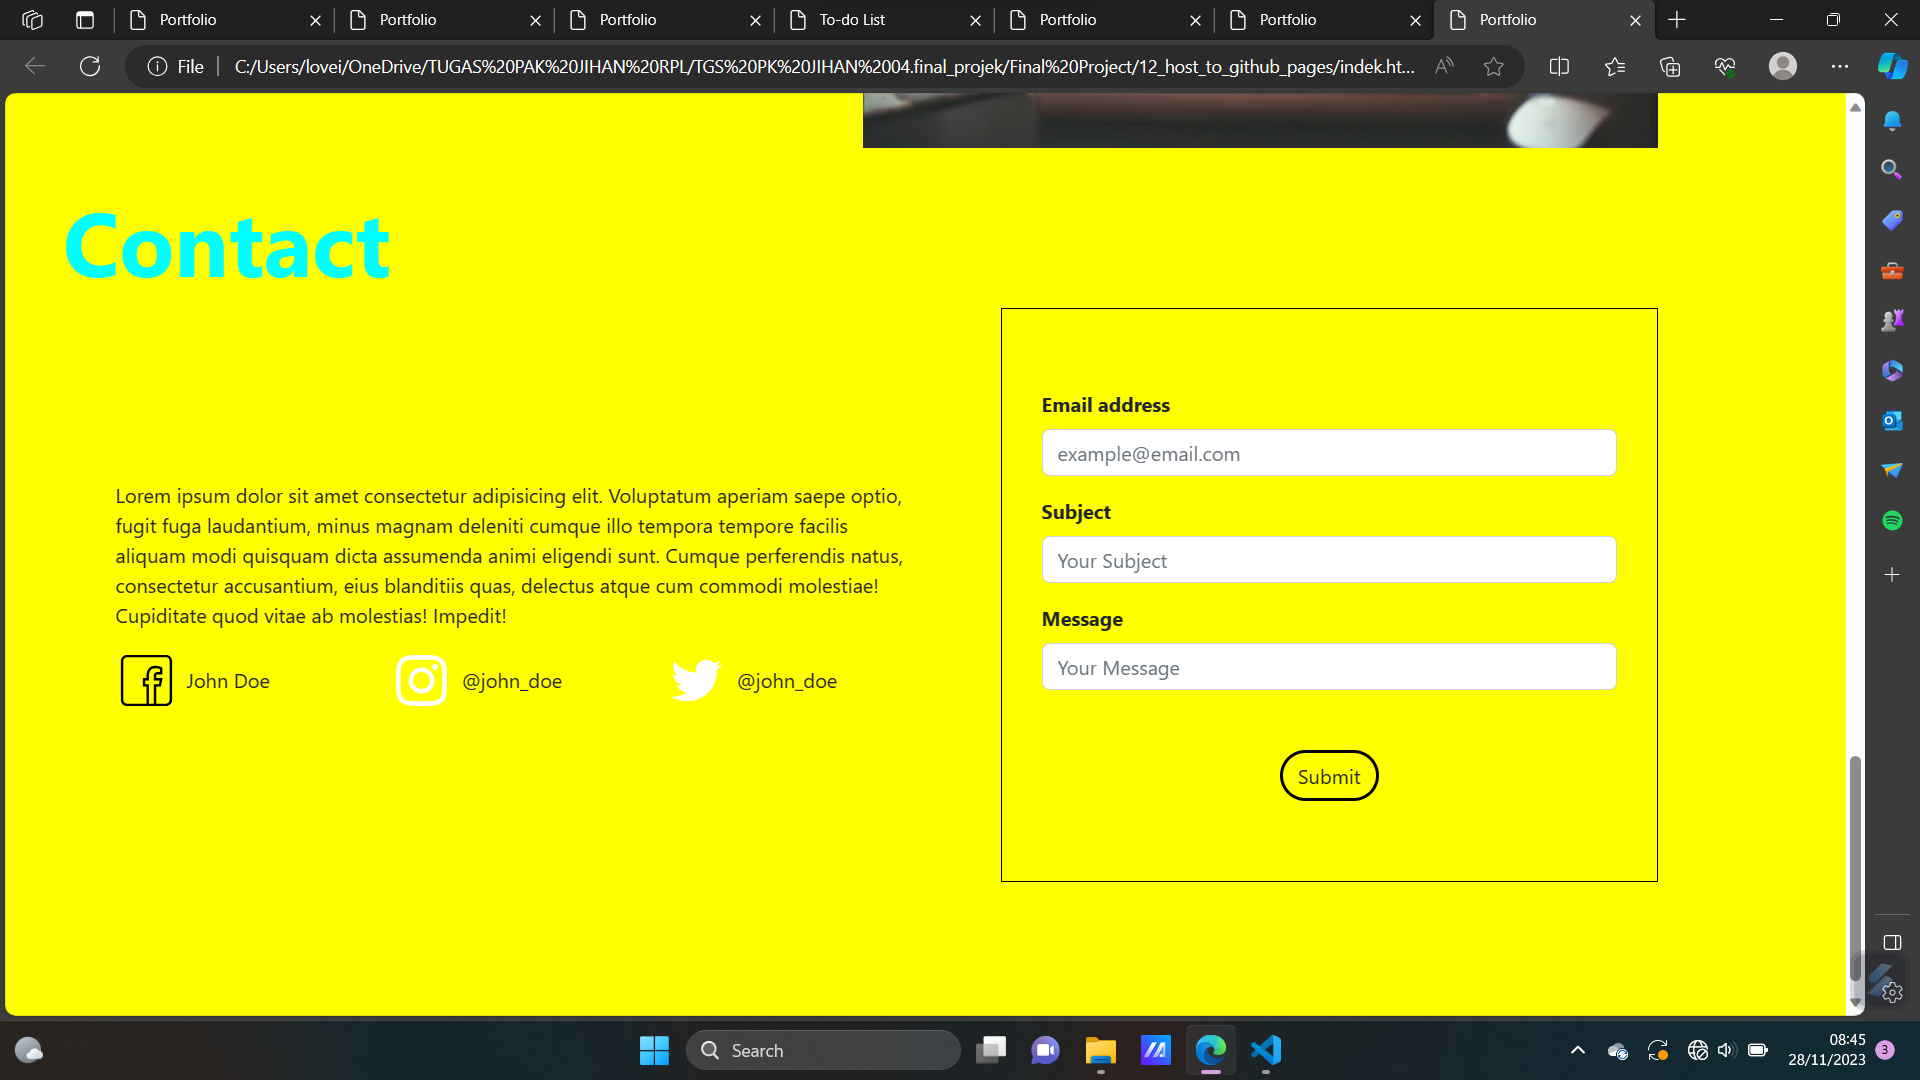 Portfolio
Portfolio
Portfolio
To-do List
Portfolio
Portfolio
Portfolio
File
C:/Users/lovei/OneDrive/TUGAS%20PAK%20JIHAN%20RPL/TGS%20PK%20JIHAN%2004.final_projek/Final%20Project/12_host_to_github_pages/indek.ht...
Contact
Lorem ipsum dolor sit amet consectetur adipisicing elit. Voluptatum aperiam saepe optio,
fugit fuga laudantium, minus magnam deleniti cumque illo tempora tempore facilis
aliquam modi quisquam dicta assumenda animi eligendi sunt. Cumque perferendis natus,
consectetur accusantium, eius blanditiis quas, delectus atque cum commodi molestiae!
Cupiditate quod vitae ab molestias! Impedit!
John Doe
@john_doe
@john_doe
Email address
example@email.com
Subject
Your Subject
Message
Your Message
Submit
Search
08:45
28/11/2023
3